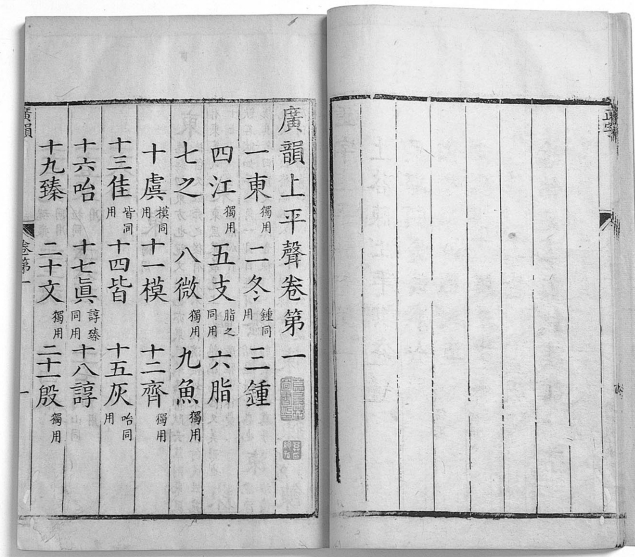 廣韻上平聲卷第一
一東獨用 二冬鍾同用 三鍾
四江獨用 五支脂之同用 六脂
七之 八微獨用 九魚獨用
十虞模同用 十一模 十二齊獨用
十三佳皆同用 十四皆 十五灰咍同用
十六咍 十七眞諄臻同用 十八諄
十九臻 二十文獨用 二十一殷獨用
廣韻
卷第一
一